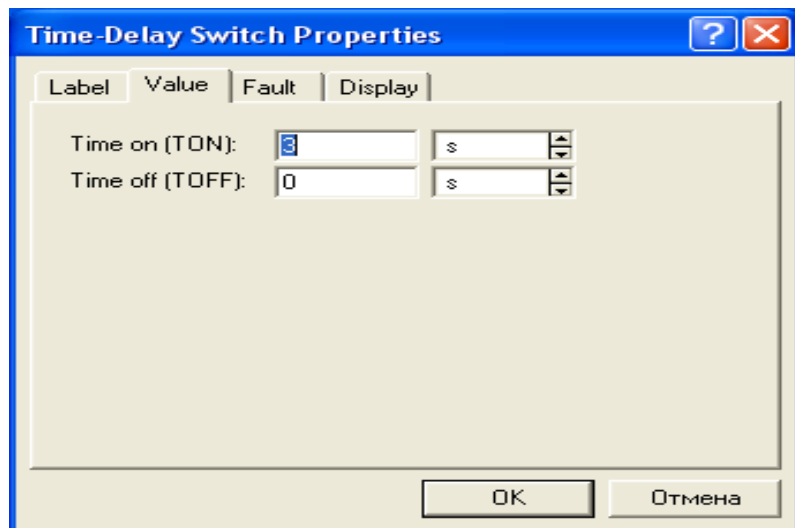 Time-Delay Switch Properties
Label Value Fault Display
Time on (TON): 3 s
Time off (TOFF): 0 s
OK Отмена